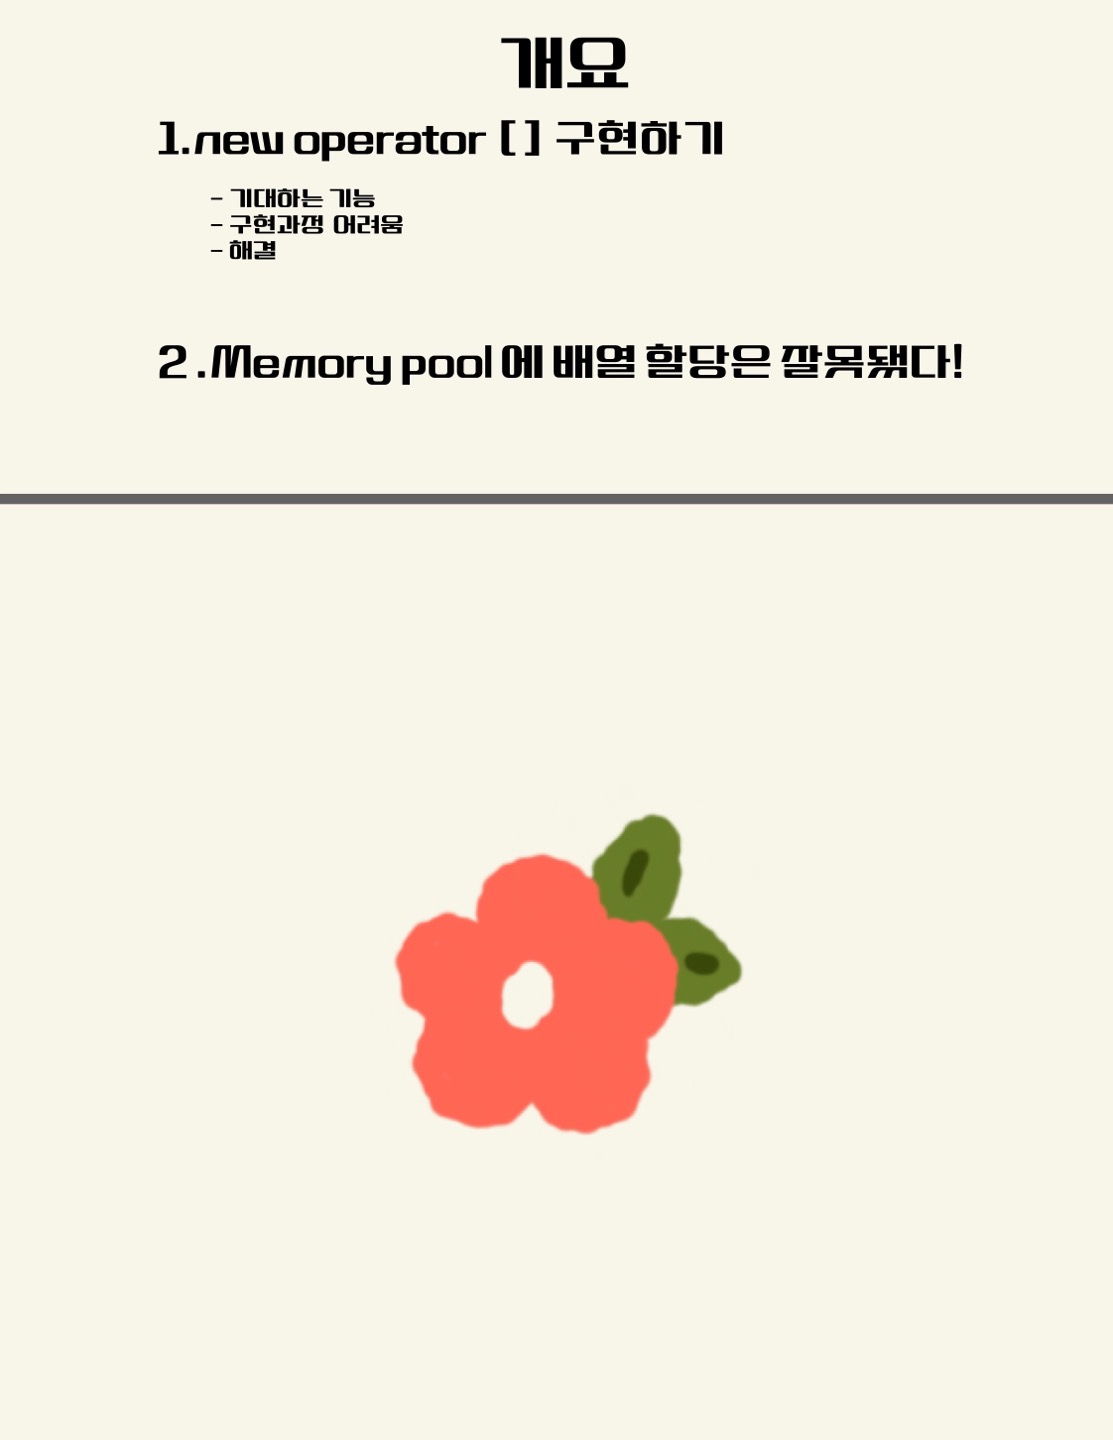 개요
1.new operator [ ] 구현하기
- 기대하는 기능
- 구현과정 어려움
- 해결
2 .Memory pool 에 배열 할당은 잘못됐다!